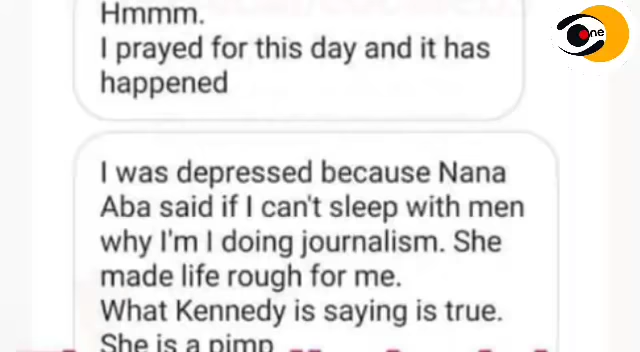 Hmmm.
I prayed for this day and it has
happened
ne
I was depressed because Nana
Aba said if I can't sleep with men
why I'm I doing journalism. She
made life rough for me.
What Kennedy is saying is true.
She is a pimp